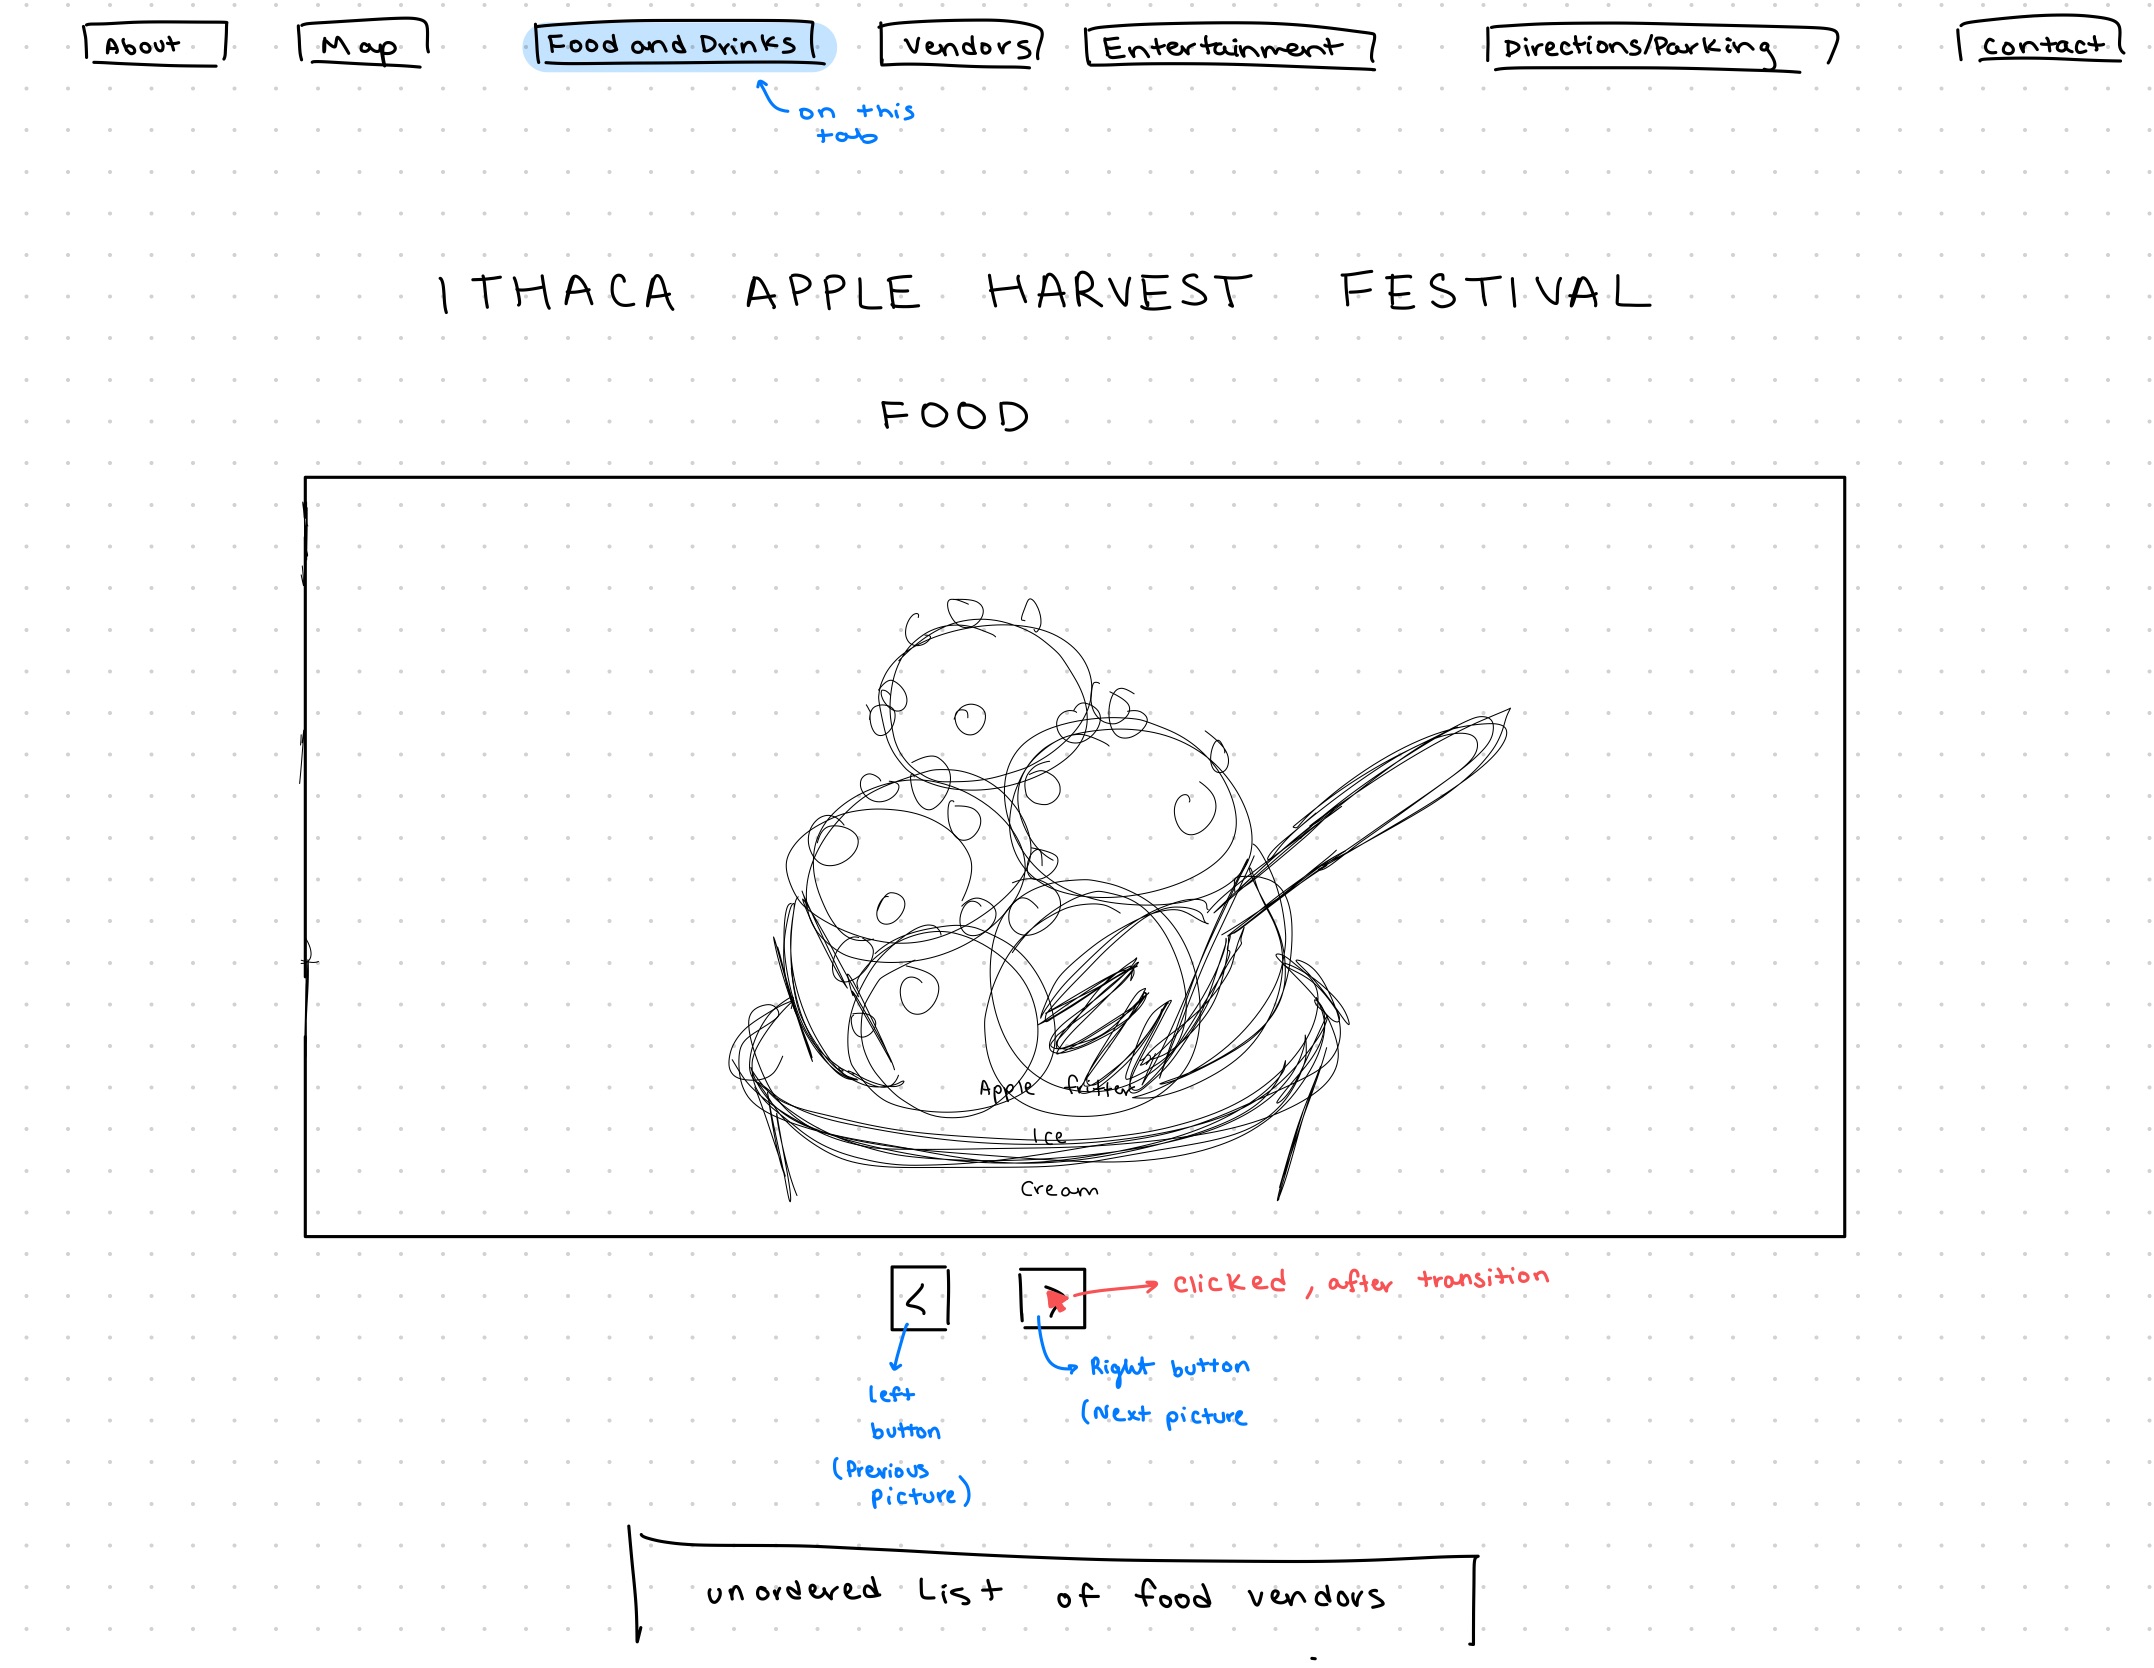 About Map Food and Drinks Vendors Entertainment Directions/Parking Contact
on this
tab
ITHACA APPLE HARVEST FESTIVAL
FOOD
Apple fritter
Ice
Cream
<
>
clicked, after transition
left
button
(Previous
picture)
Right button
(Next picture
unordered List of food vendors